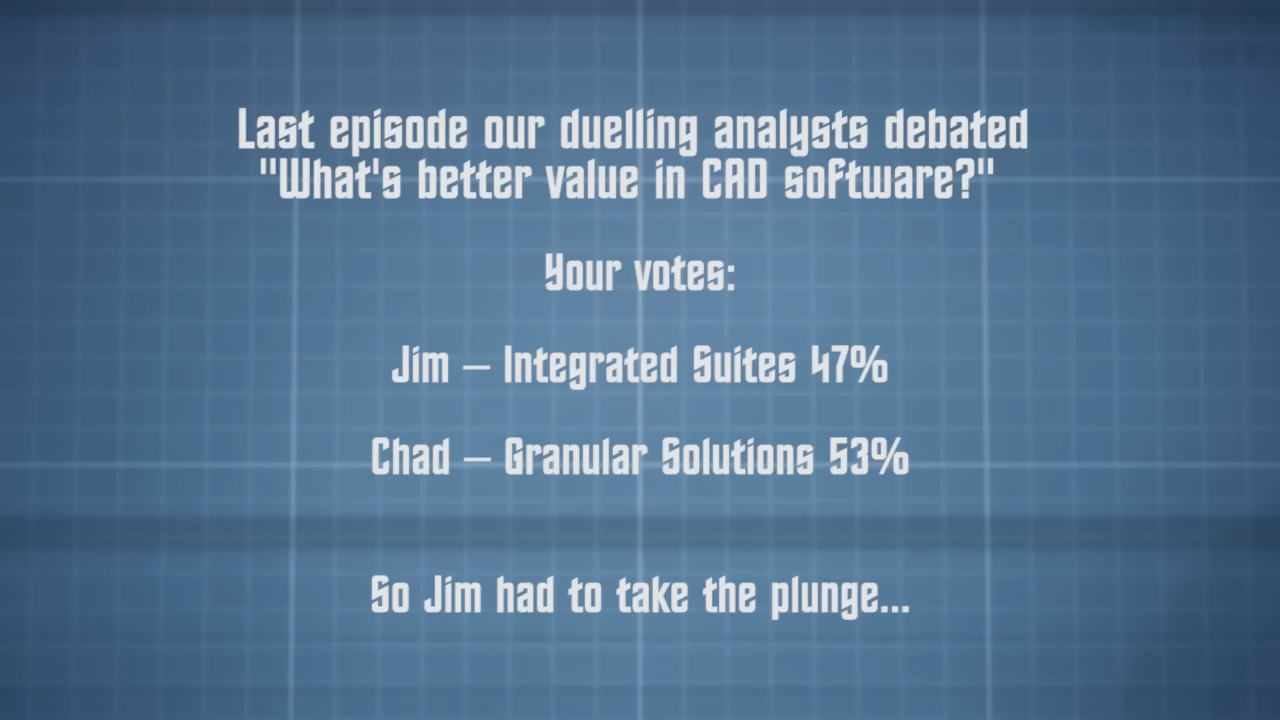 Last episode our duelling analysts debated
"What's better value in CAD software?"
Your votes:
Jim – Integrated Suites 47%
Chad – Granular Solutions 53%
So Jim had to take the plunge...